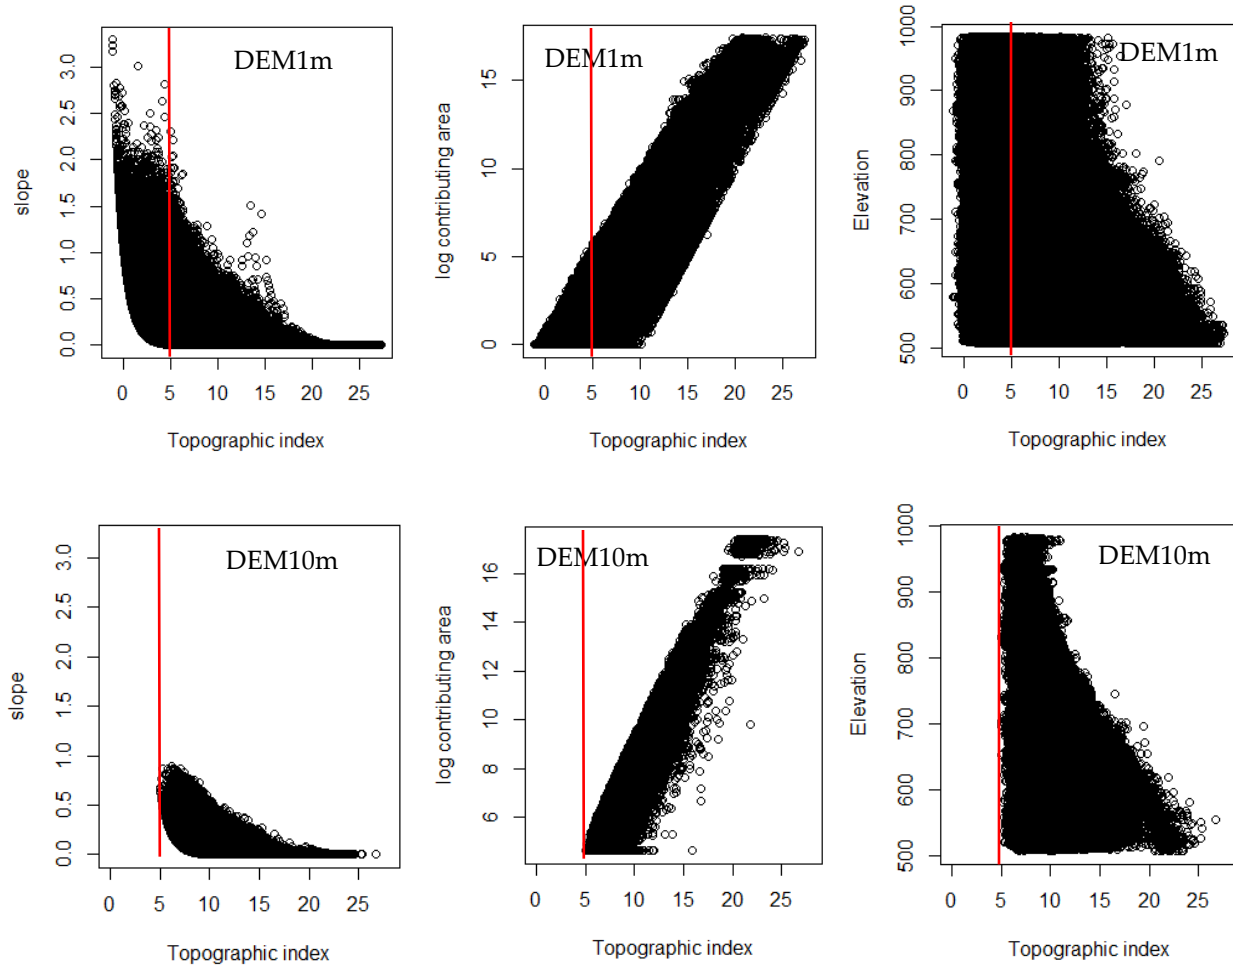 DEM1m
slope
0.0 0.5 1.0 1.5 2.0 2.5 3.0
0 5 10 15 20 25
Topographic index
DEM1m
log contributing area
0 5 10 15
0 5 10 15 20 25
Topographic index
DEM1m
Elevation
500 600 700 800 900 1000
0 5 10 15 20 25
Topographic index
DEM10m
slope
0.0 0.5 1.0 1.5 2.0 2.5 3.0
0 5 10 15 20 25
Topographic index
DEM10m
log contributing area
6 8 10 12 14 16
0 5 10 15 20 25
Topographic index
DEM10m
Elevation
500 600 700 800 900 1000
0 5 10 15 20 25
Topographic index